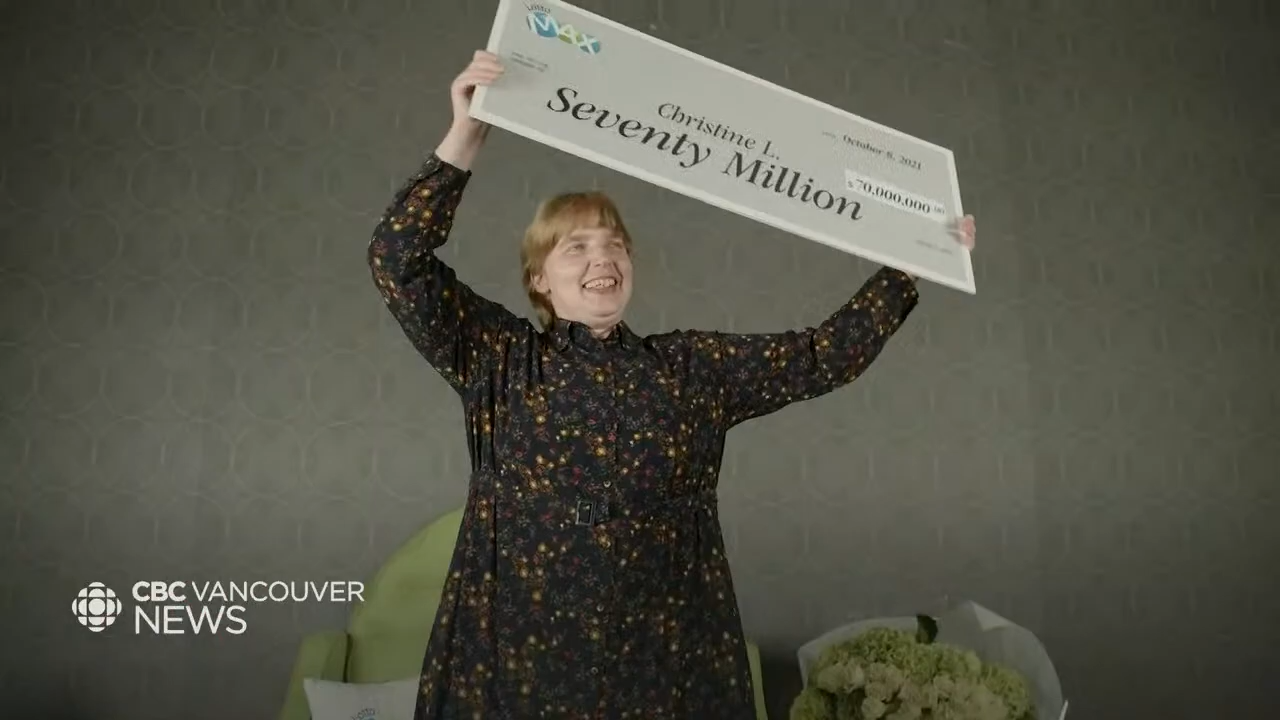 Lotto
MAX
Christine L.
Seventy Million
October 8, 2021
$70,000,000.00
CBC VANCOUVER
NEWS